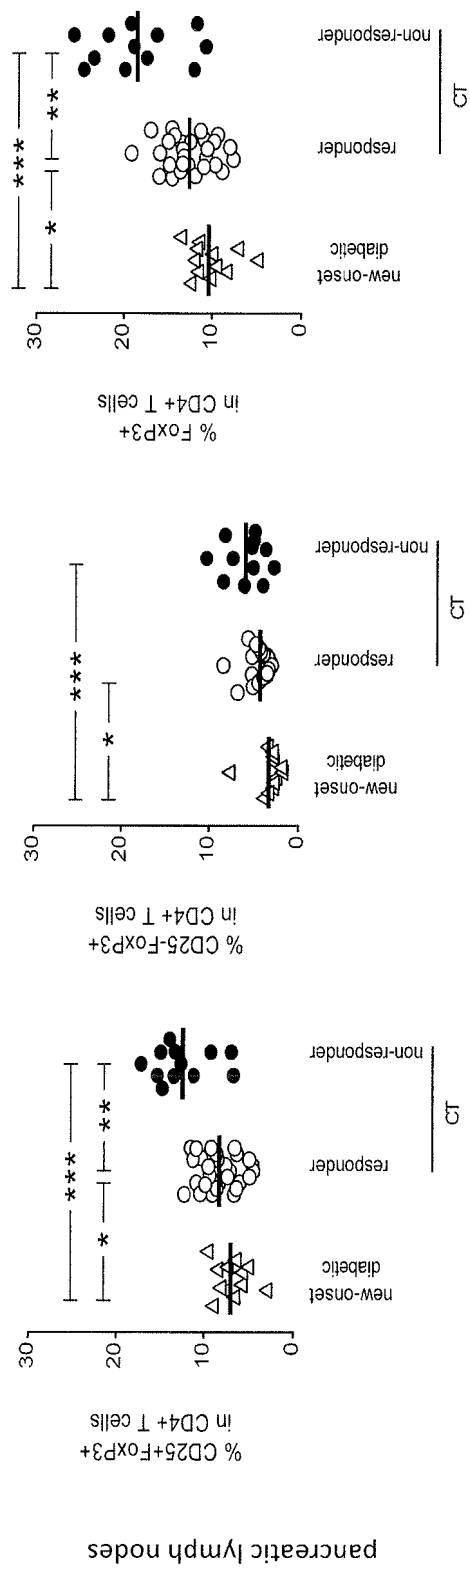 pancreatic lymph nodes
% CD25+FoxP3+
in CD4+ T cells
30
20
10
0
***
*
**
new-onset
diabetic
responder
non-responder
CT
% CD25-FoxP3+
in CD4+ T cells
30
20
10
0
***
*
new-onset
diabetic
responder
non-responder
CT
% FoxP3+
in CD4+ T cells
30
20
10
0
***
*
**
new-onset
diabetic
responder
non-responder
CT